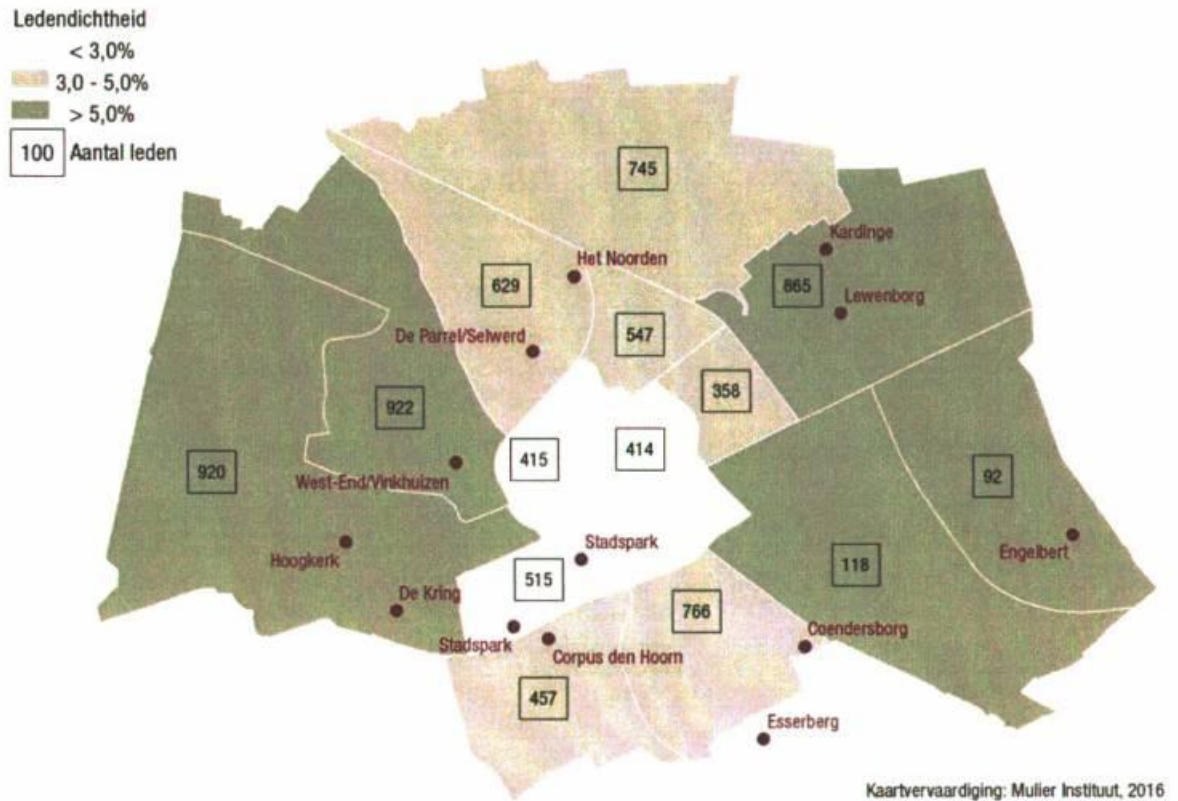 Ledendichtheid
< 3,0%
3,0 - 5,0%
> 5,0%
100 Aantal leden
745
Kardinge
Het Noorden
629
865
Lewenborg
De Parrel/Selwerd
547
358
922
415
414
920
West-End/Vinkhuizen
92
Hoogkerk
Stadspark
Engelbert
118
515
De Kring
766
Stadspark
Coendersborg
Corpus den Hoorn
457
Esserberg
Kaartvervaardiging: Mulier Instituut, 2016